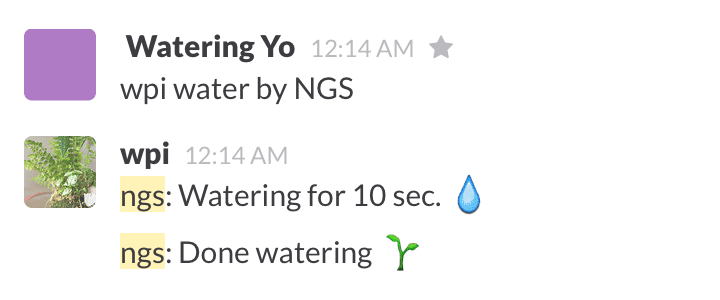 Watering Yo 12:14 AM
wpi water by NGS
wpi 12:14 AM
ngs: Watering for 10 sec. 💧
ngs: Done watering 🌱